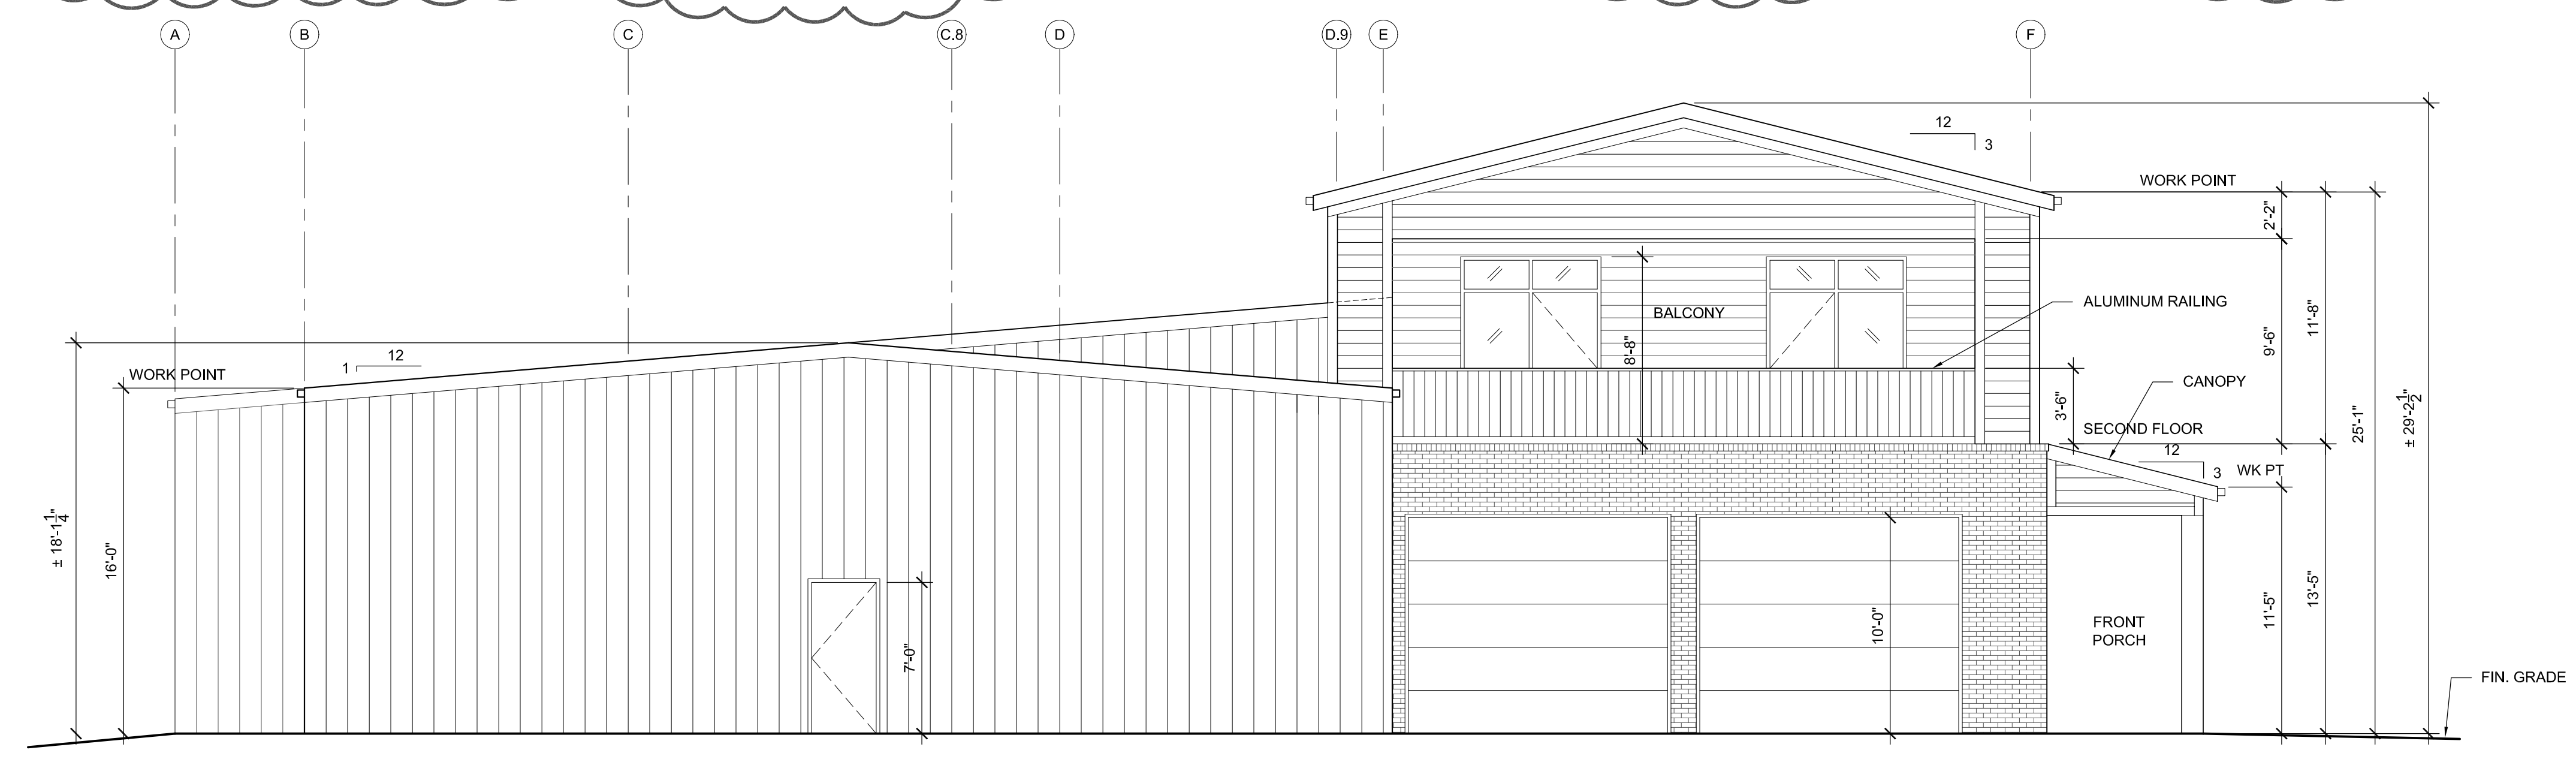 A
B
C
C.8
D
D.9
E
F
12
3
WORK POINT
2'-2"
ALUMINUM RAILING
BALCONY
11'-8"
9'-6"
8'-8"
12
1
WORK POINT
CANOPY
3'-6"
25'-1"
± 29'-2 1/2"
SECOND FLOOR
12
3
WK PT
± 18'-1 1/4"
16'-0"
7'-0"
10'-0"
11'-5"
13'-5"
FRONT
PORCH
FIN. GRADE